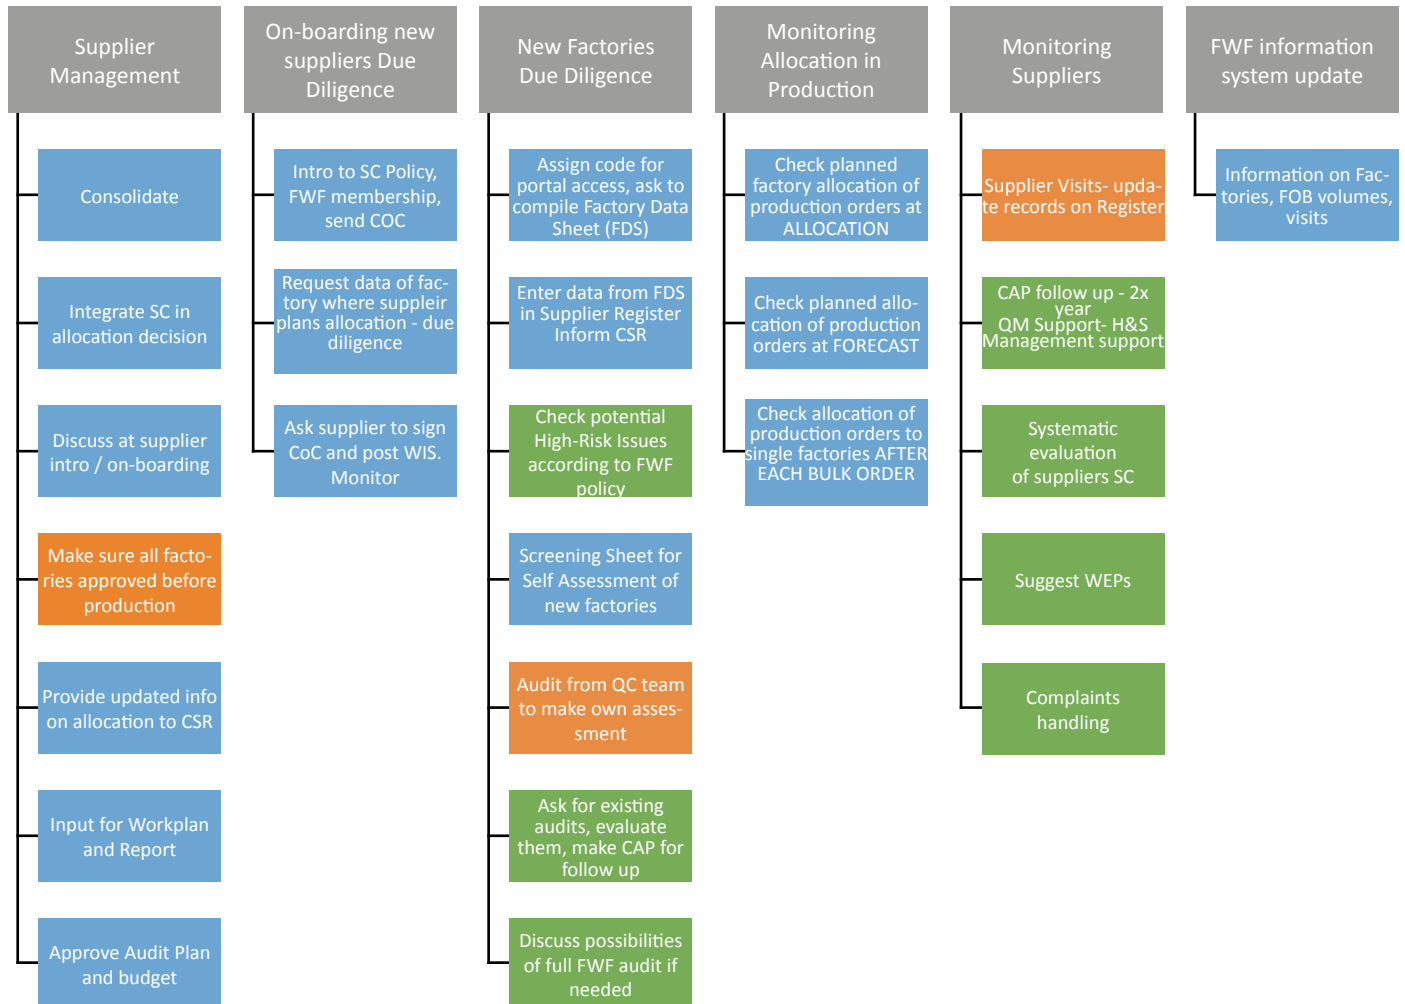 Supplier
Management
Consolidate
Integrate SC in
allocation decision
Discuss at supplier
intro / on-boarding
Make sure all facto-
ries approved before
production
Provide updated info
on allocation to CSR
Input for Workplan
and Report
Approve Audit Plan
and budget
On-boarding new
suppliers Due
Diligence
Intro to SC Policy,
FWF membership,
send COC
Request data of fac-
tory where suppleir
plans allocation - due
diligence
Ask supplier to sign
CoC and post WIS.
Monitor
New Factories
Due Diligence
Assign code for
portal access, ask to
compile Factory Data
Sheet (FDS)
Enter data from FDS
in Supplier Register
Inform CSR
Check potential
High-Risk Issues
according to FWF
policy
Screening Sheet for
Self Assessment of
new factories
Audit from QC team
to make own asses-
sment
Ask for existing
audits, evaluate
them, make CAP for
follow up
Discuss possibilities
of full FWF audit if
needed
Monitoring
Allocation in
Production
Check planned
factory allocation of
production orders at
ALLOCATION
Check planned allo-
cation of production
orders at FORECAST
Check allocation of
production orders to
single factories AFTER
EACH BULK ORDER
Monitoring
Suppliers
Supplier Visits- upda-
te records on Register
CAP follow up - 2x
year
QM Support- H&S
Management support
Systematic
evaluation
of suppliers SC
Suggest WEPs
Complaints
handling
FWF information
system update
Information on Fac-
tories, FOB volumes,
visits